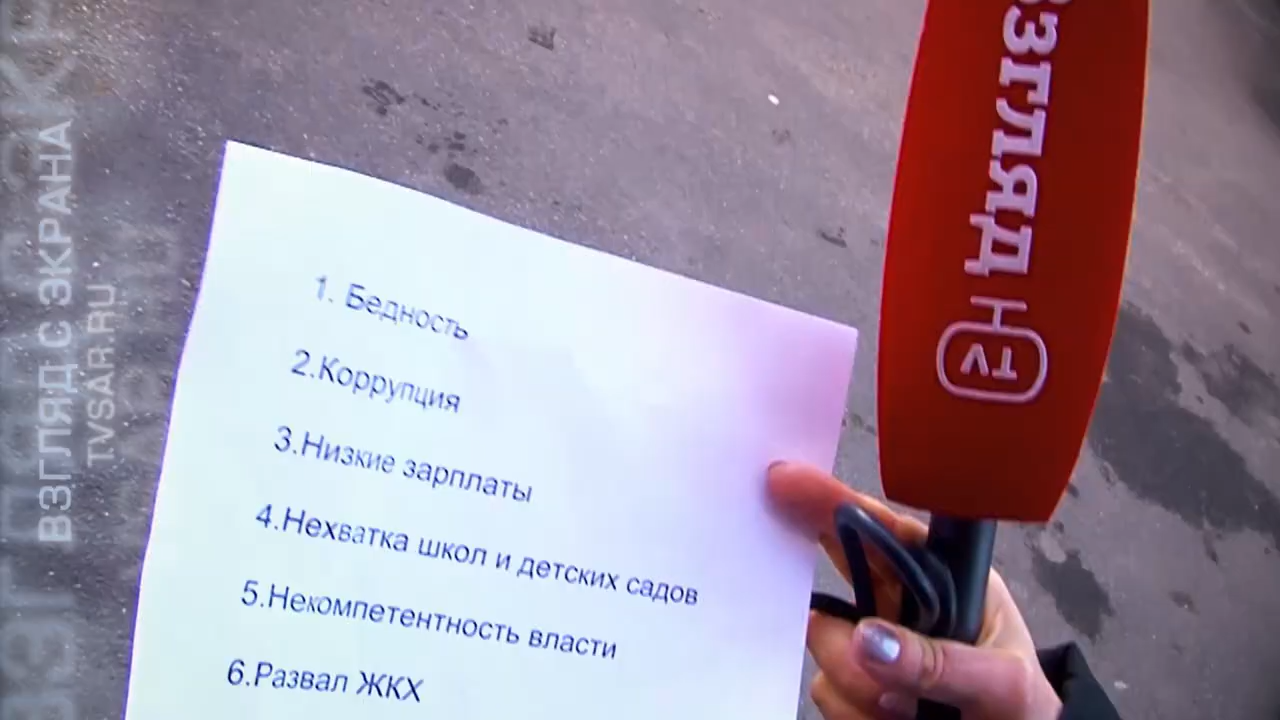 ВЗГЛЯД С ЭКРАНА
TVSAR.RU
1. Бедность
2.Коррупция
3.Низкие зарплаты
4.Нехватка школ и детских садов
5.Некомпетентность власти
6.Развал ЖКХ
ВЗГЛЯД
Н
TV